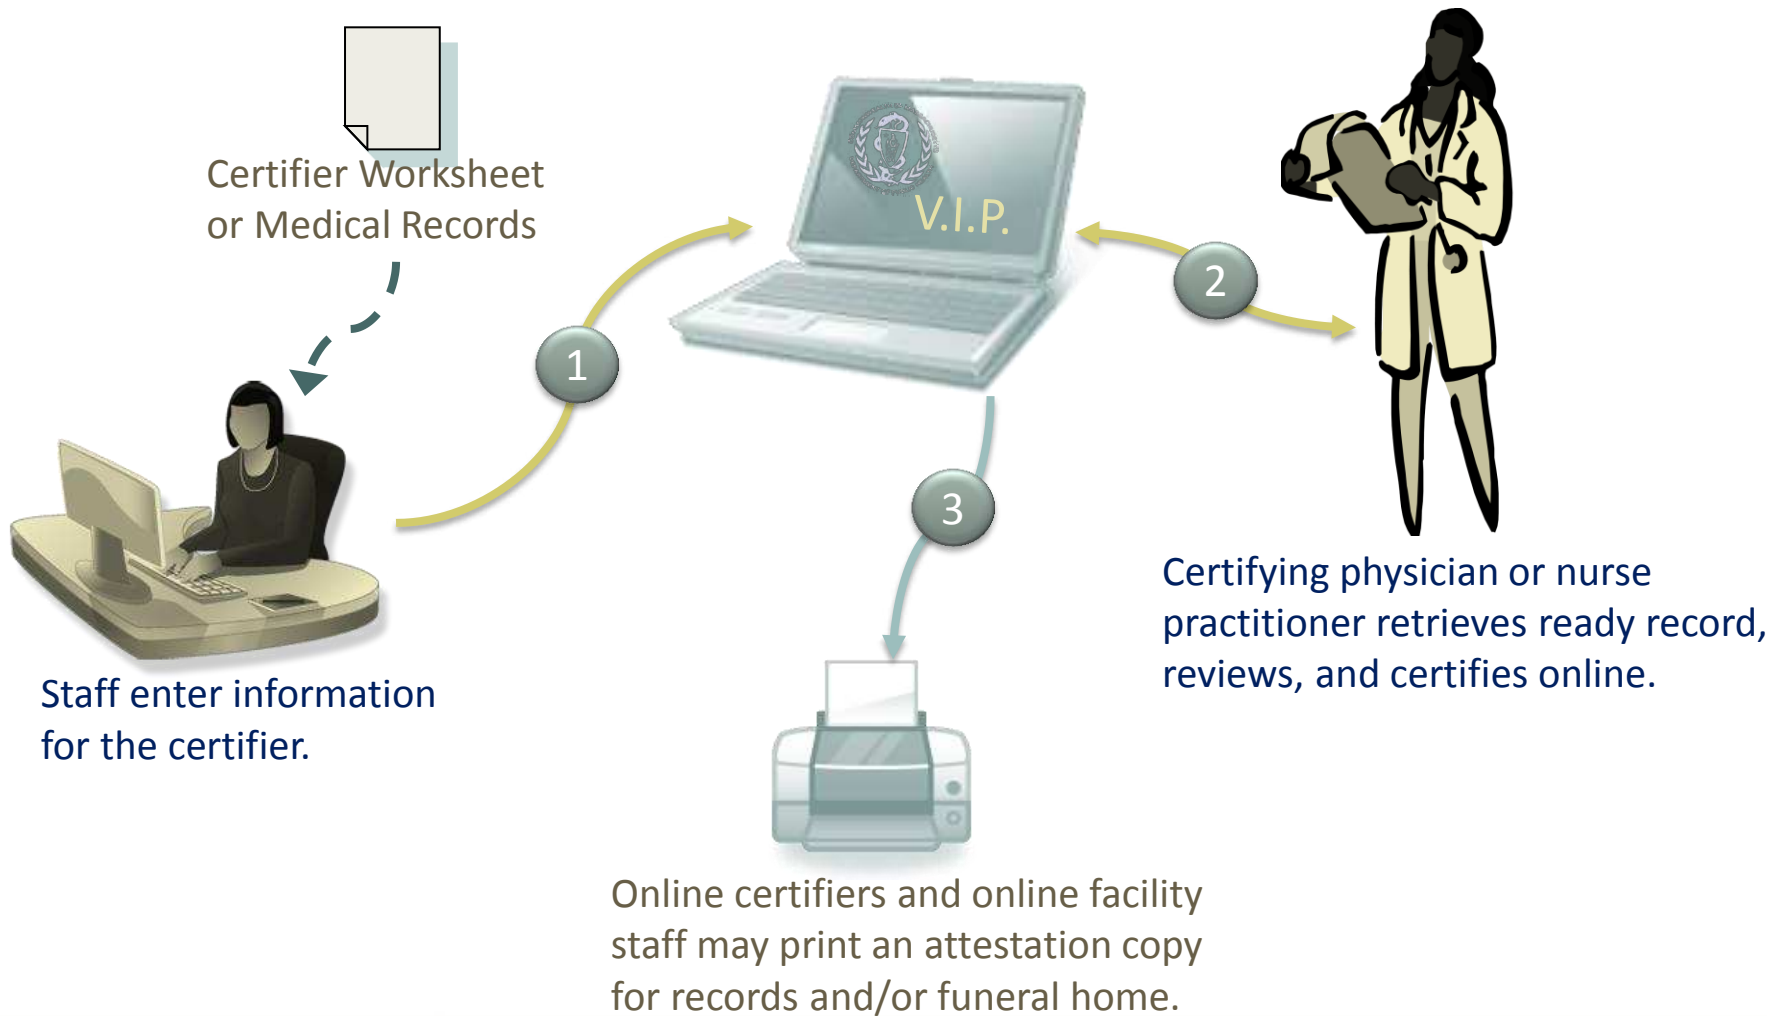 Certifier Worksheet
or Medical Records
V.I.P.
1
2
3
Staff enter information
for the certifier.
Certifying physician or nurse
practitioner retrieves ready record,
reviews, and certifies online.
Online certifiers and online facility
staff may print an attestation copy
for records and/or funeral home.